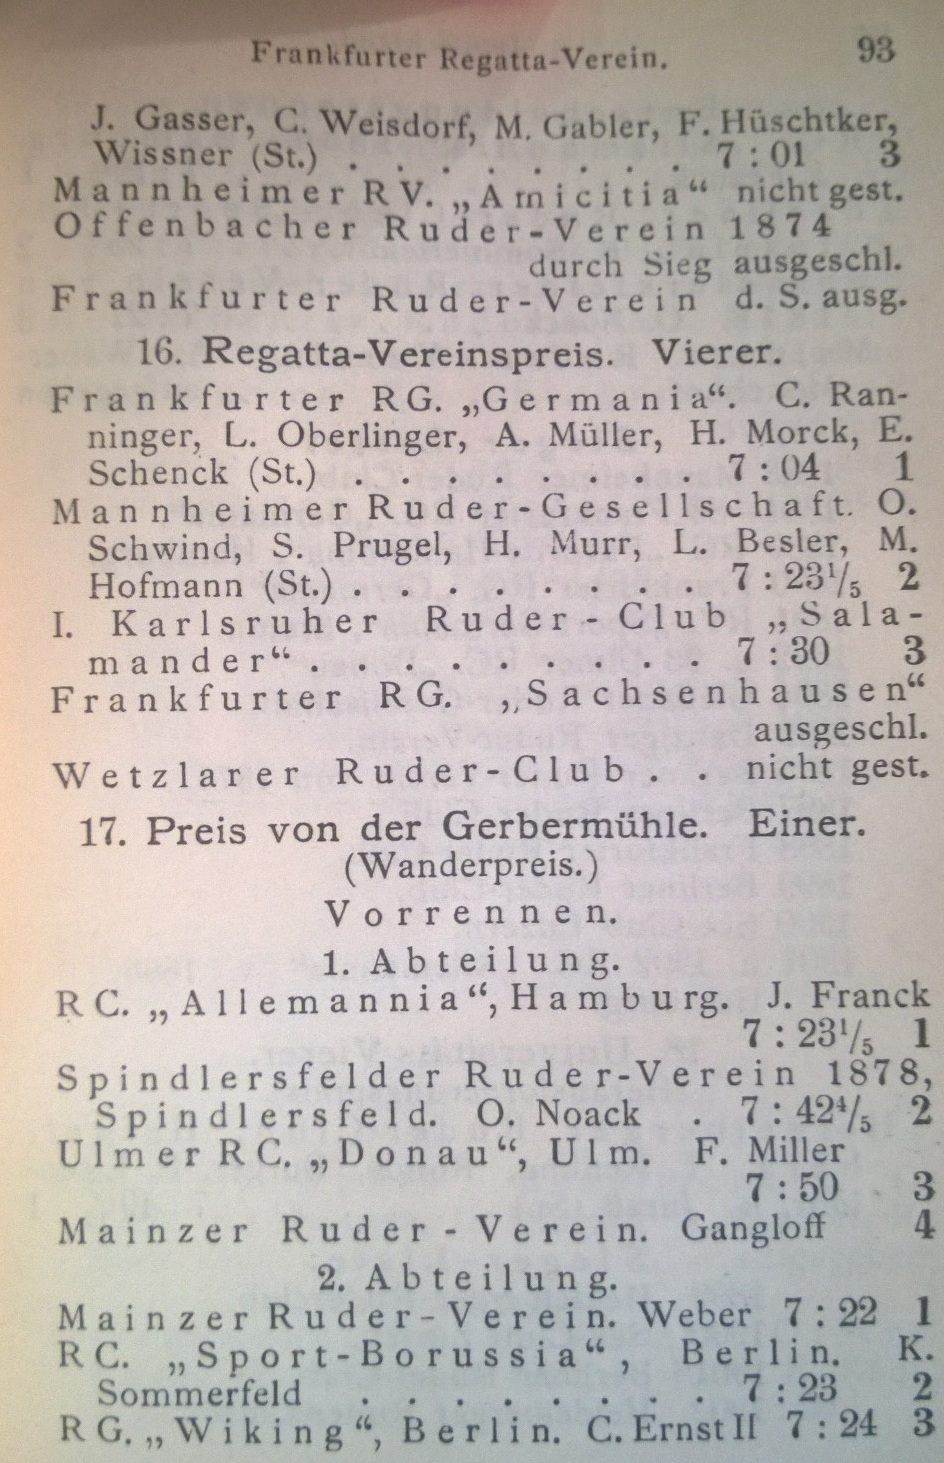 Frankfurter Regatta-Verein. 93
J. Gasser, C. Weisdorf, M. Gabler, F. Hüschtker,
Wissner (St.) . . . . . . . . 7 : 01 3
Mannheimer RV. „Amicitia“ nicht gest.
Offenbacher Ruder-Verein 1874
durch Sieg ausgeschl.
Frankfurter Ruder-Verein d. S. ausg.
16. Regatta-Vereinspreis. Vierer.
Frankfurter RG. „Germania“. C. Ran-
ninger, L. Oberlinger, A. Müller, H. Morck, E.
Schenck (St.) . . . . . . . . 7 : 04 1
Mannheimer Ruder-Gesellschaft. O.
Schwind, S. Prugel, H. Murr, L. Besler, M.
Hofmann (St.) . . . . . . . . 7 : 23¹/₅ 2
I. Karlsruher Ruder-Club „Sala-
mander“ . . . . . . . . . 7 : 30 3
Frankfurter RG. „Sachsenhausen“
ausgeschl.
Wetzlarer Ruder-Club . . nicht gest.
17. Preis von der Gerbermühle. Einer.
(Wanderpreis.)
Vorrennen.
1. Abteilung.
RC. „Allemannia“, Hamburg. J. Franck
7 : 23¹/₅ 1
Spindlersfelder Ruder-Verein 1878,
Spindlersfeld. O. Noack . 7 : 42⁴/₅ 2
Ulmer RC. „Donau“, Ulm. F. Miller
7 : 50 3
Mainzer Ruder-Verein. Gangloff 4
2. Abteilung.
Mainzer Ruder-Verein. Weber 7 : 22 1
RC. „Sport-Borussia“, Berlin. K.
Sommerfeld . . . . . . . . 7 : 23 2
RG. „Wiking“, Berlin. C. Ernst II 7 : 24 3